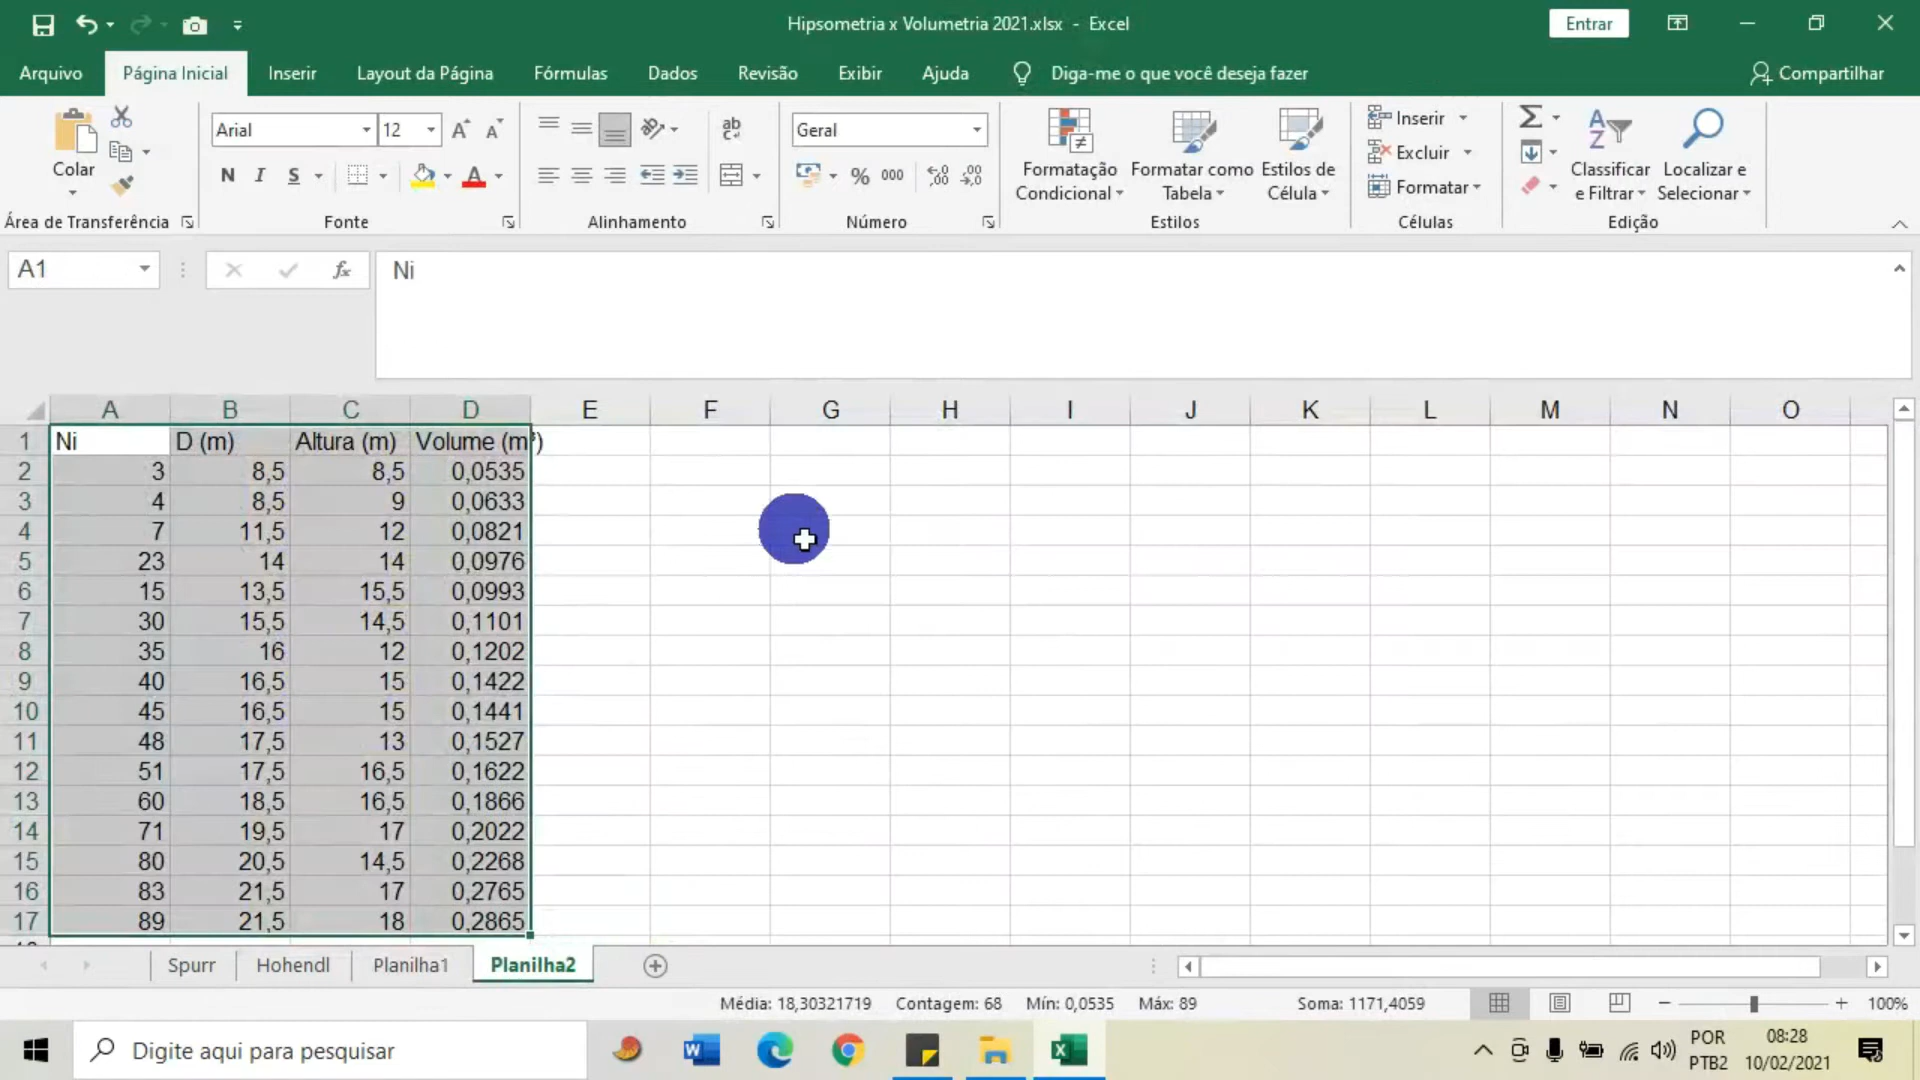 Hipsometria x Volumetria 2021.xlsx - Excel
Entrar
Arquivo Página Inicial Inserir Layout da Página Fórmulas Dados Revisão Exibir Ajuda Diga-me o que você deseja fazer Compartilhar
Colar
Área de Transferência
Arial 12
N I S
Fonte
ab
Alinhamento
Geral
% 000
Número
Formatação Condicional
Formatar como Tabela
Estilos de Célula
Estilos
Inserir
Excluir
Formatar
Células
Classificar e Filtrar
Localizar e Selecionar
Edição
A1 fx Ni
A B C D E F G H I J K L M N O
1 Ni D (m) Altura (m) Volume (m³)
2 3 8,5 8,5 0,0535
3 4 8,5 9 0,0633
4 7 11,5 12 0,0821
5 23 14 14 0,0976
6 15 13,5 15,5 0,0993
7 30 15,5 14,5 0,1101
8 35 16 12 0,1202
9 40 16,5 15 0,1422
10 45 16,5 15 0,1441
11 48 17,5 13 0,1527
12 51 17,5 16,5 0,1622
13 60 18,5 16,5 0,1866
14 71 19,5 17 0,2022
15 80 20,5 14,5 0,2268
16 83 21,5 17 0,2765
17 89 21,5 18 0,2865
Spurr Hohendl Planilha1 Planilha2
Média: 18,30321719 Contagem: 68 Mín: 0,0535 Máx: 89 Soma: 1171,4059 100%
Digite aqui para pesquisar
POR
PTB2
08:28
10/02/2021